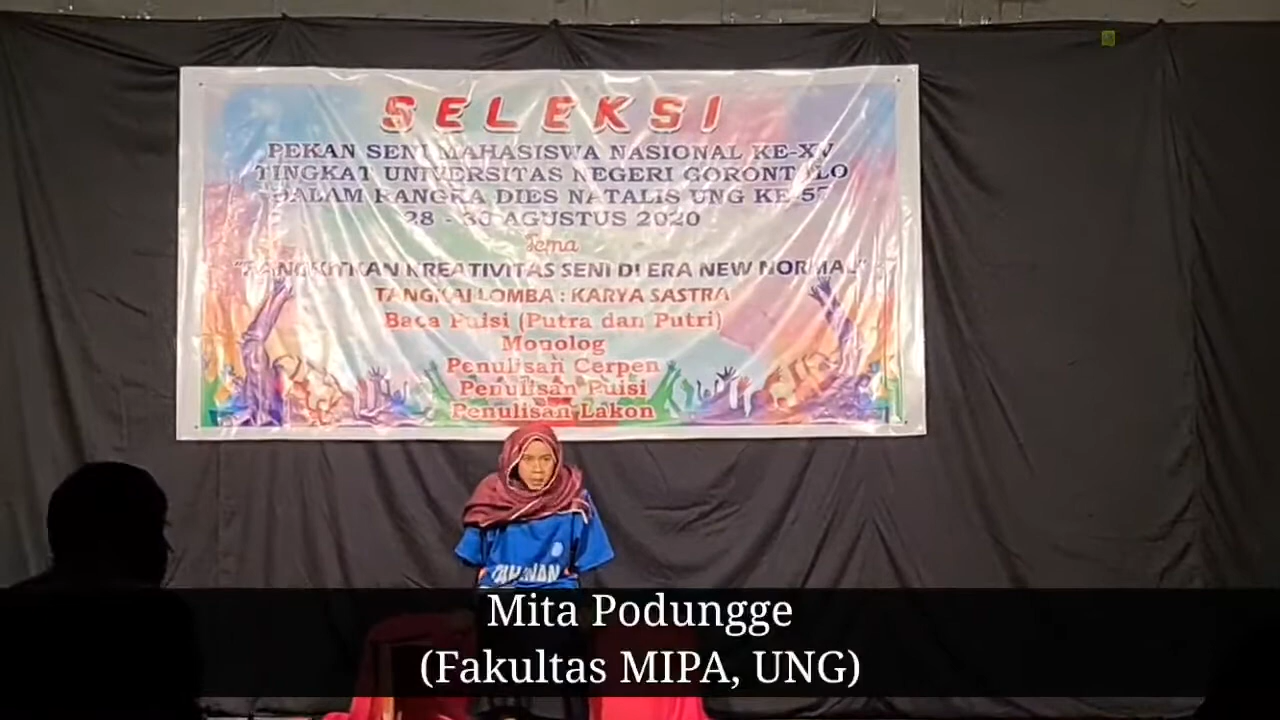 SELEKSI
PEKAN SENI MAHASISWA NASIONAL KE-XV
TINGKAT UNIVERSITAS NEGERI GORONTALO
DALAM RANGKA DIES NATALIS UNG KE-57
28 - 30 AGUSTUS 2020
Tema
"BANGKITKAN KREATIVITAS SENI DI ERA NEW NORMAL"
TANGKAI LOMBA : KARYA SASTRA
Baca Puisi (Putra dan Putri)
Monolog
Penulisan Cerpen
Penulisan Puisi
Penulisan Lakon
TAHANAN
Mita Podungge
(Fakultas MIPA, UNG)